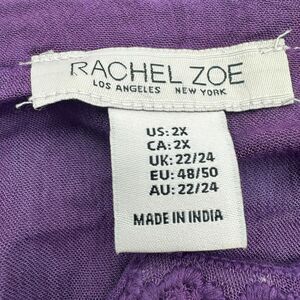 RACHEL ZOE
LOS ANGELES NEW YORK
US: 2X
CA: 2X
UK: 22/24
EU: 48/50
AU: 22/24
MADE IN INDIA